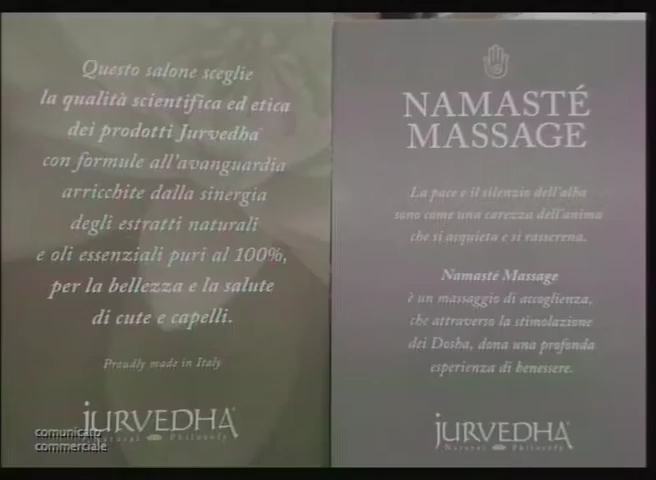 Questo salone sceglie
la qualità scientifica ed etica
dei prodotti Jurvedha
con formule all'avanguardia
arricchite dalla sinergia
degli estratti naturali
e oli essenziali puri al 100%,
per la bellezza e la salute
di cute e capelli.
Proudly made in Italy
JURVEDHA
Natural Philosofy
comunicato
commerciale
NAMASTÉ
MASSAGE
La pace e il silenzio dell'alba
sono come una carezza dell'anima
che si acquieta e si rasserena.
Namasté Massage
è un massaggio di accoglienza,
che attraverso la stimolazione
dei Dosha, dona una profonda
esperienza di benessere.
JURVEDHA
Natural Philosofy